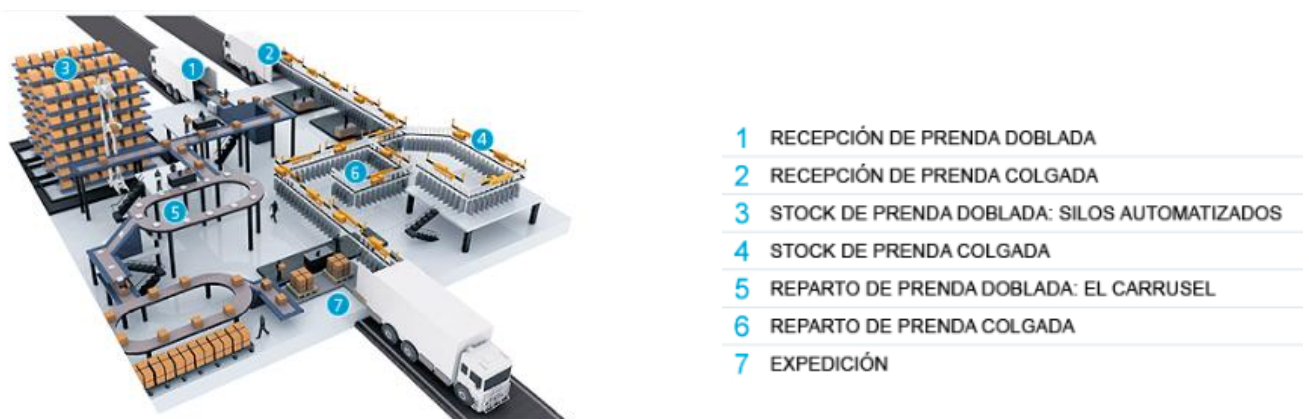 1
2
3
4
5
6
7
1 RECEPCIÓN DE PRENDA DOBLADA
2 RECEPCIÓN DE PRENDA COLGADA
3 STOCK DE PRENDA DOBLADA: SILOS AUTOMATIZADOS
4 STOCK DE PRENDA COLGADA
5 REPARTO DE PRENDA DOBLADA: EL CARRUSEL
6 REPARTO DE PRENDA COLGADA
7 EXPEDICIÓN